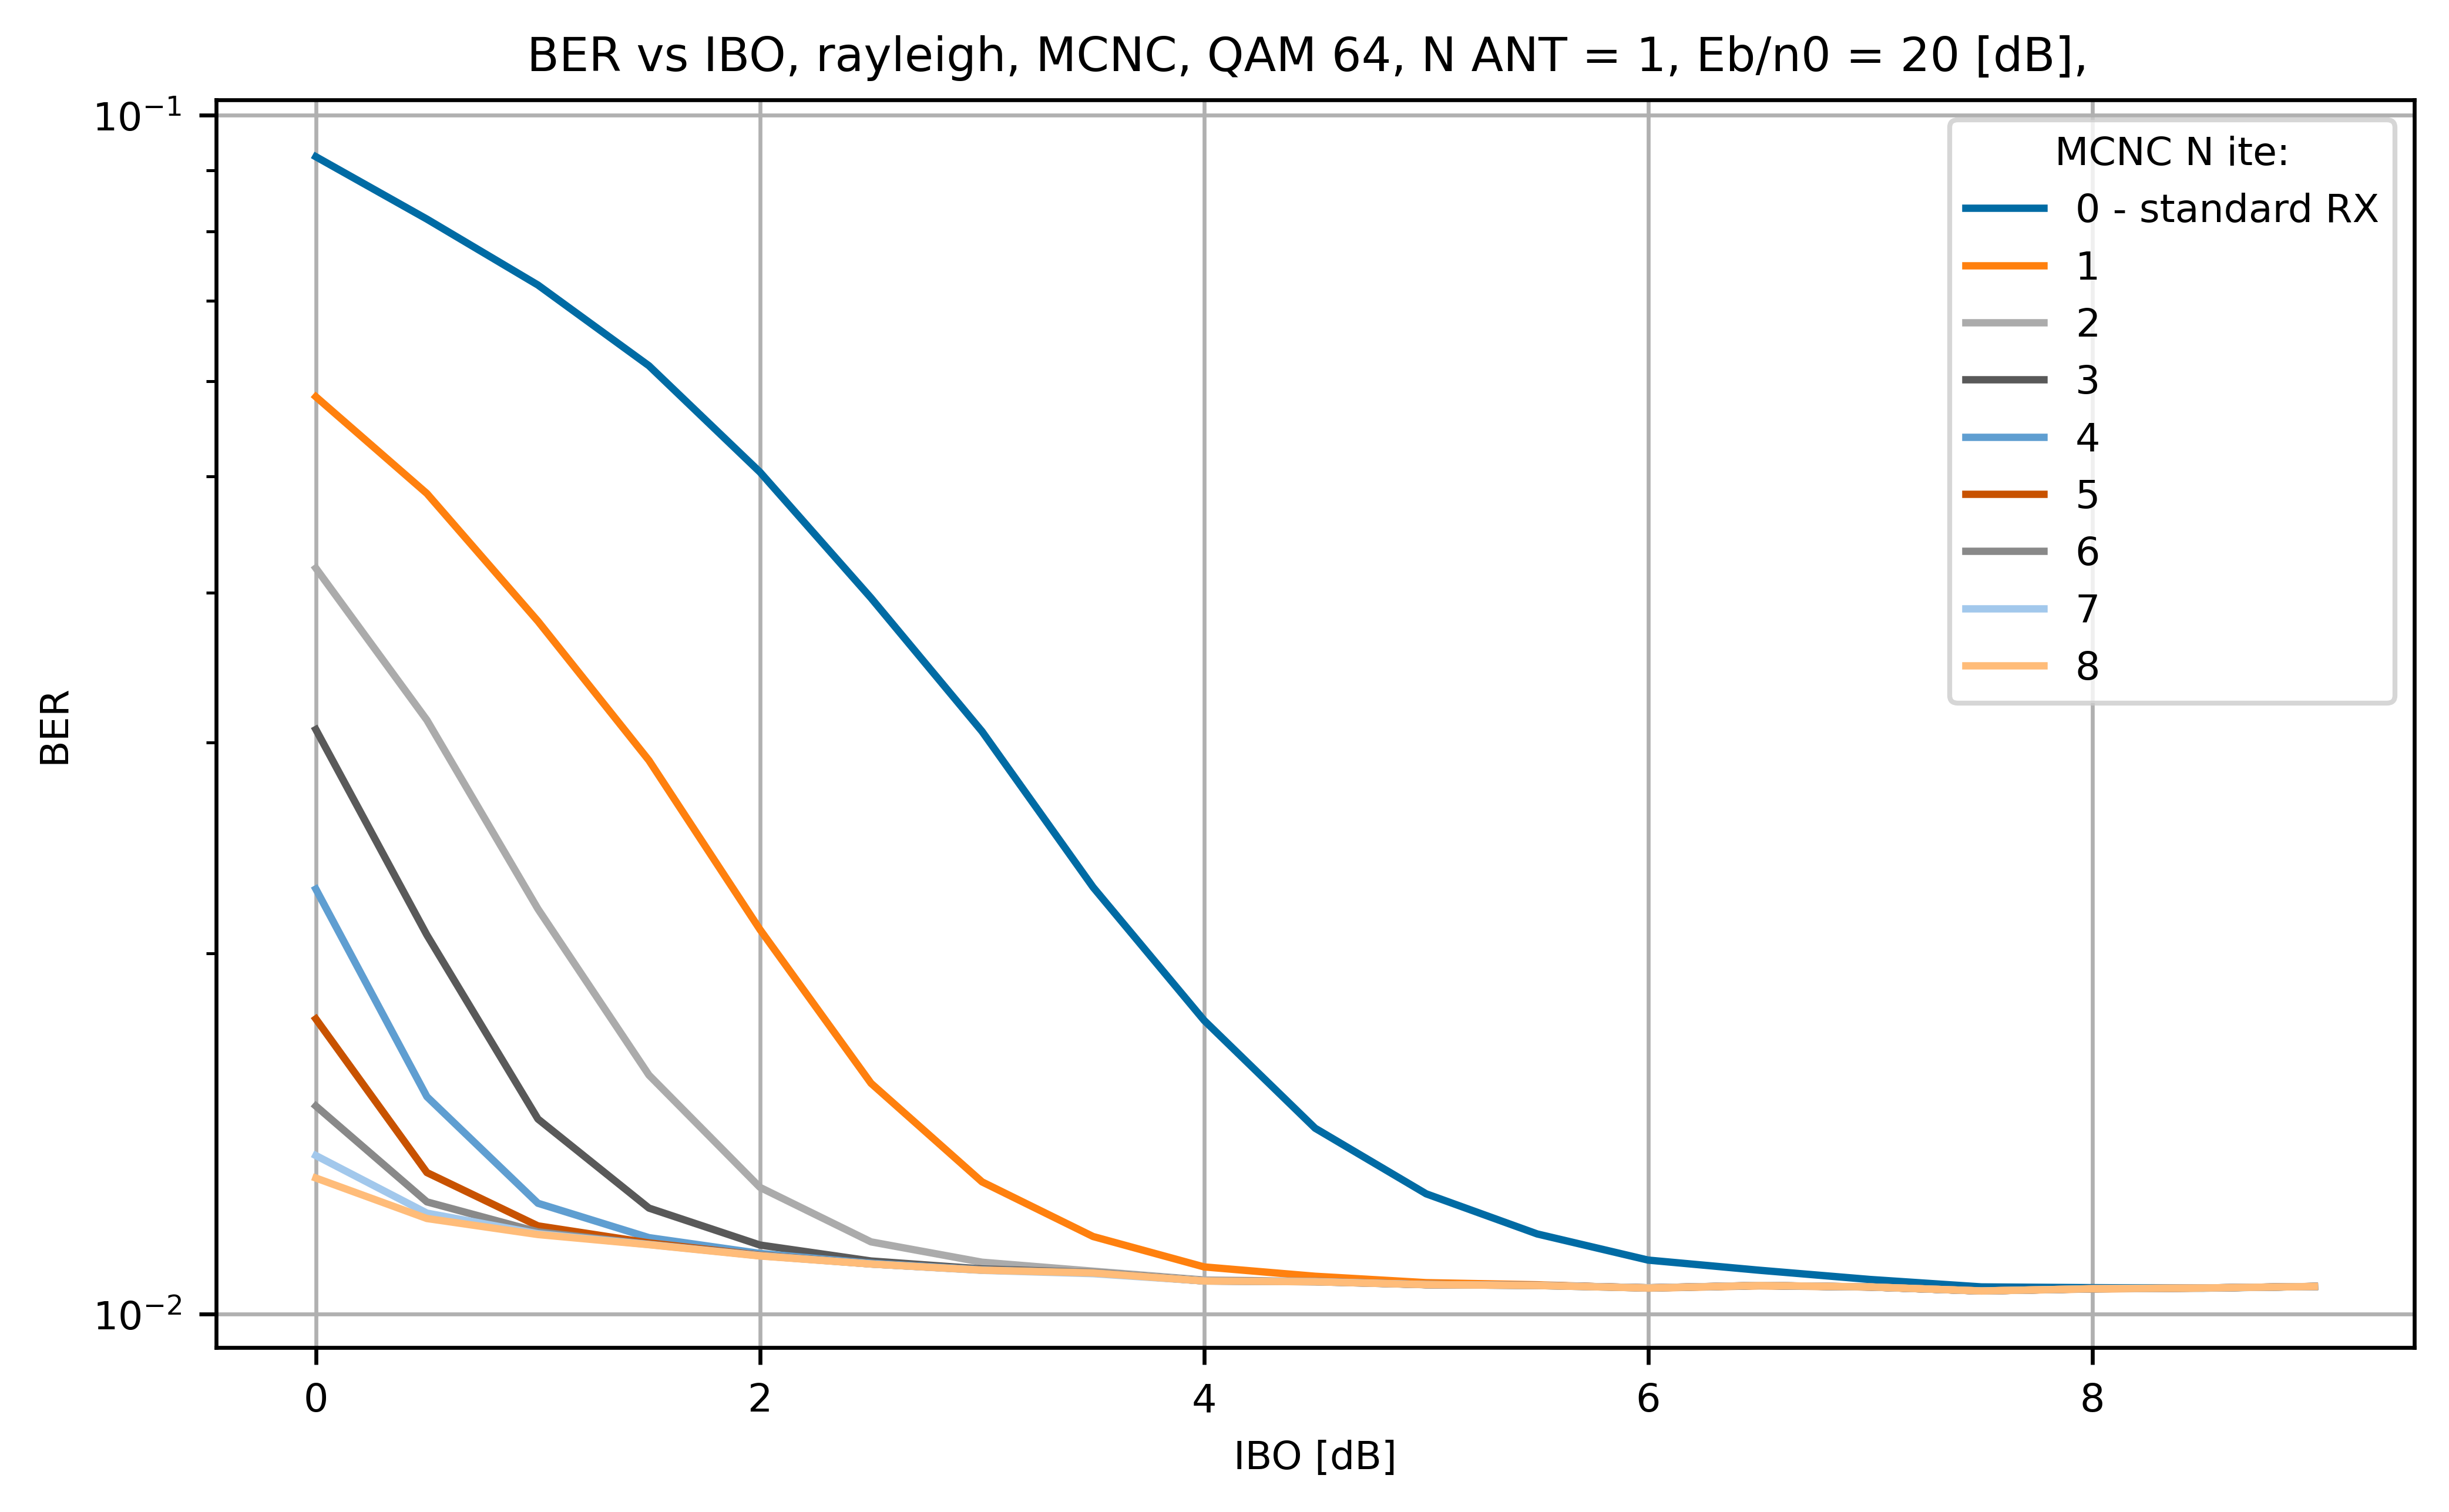 BER vs IBO, rayleigh, MCNC, QAM 64, N ANT = 1, Eb/n0 = 20 [dB],
10⁻¹
10⁻²
BER
MCNC N ite:
0 - standard RX
1
2
3
4
5
6
7
8
0 2 4 6 8
IBO [dB]